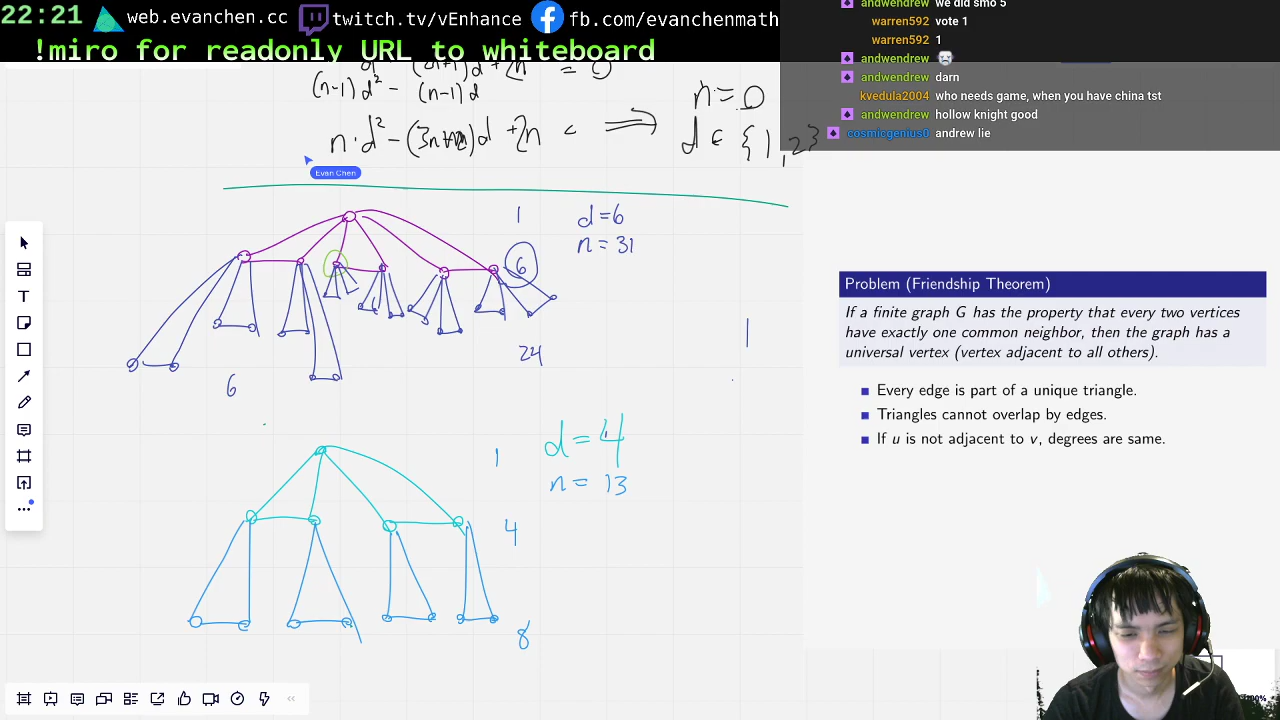 22:21 web.evanchen.cc twitch.tv/vEnhance fb.com/evanchenmath
!miro for readonly URL to whiteboard
andwendrew we did smo 5
warren592 vote 1
warren592 1
andwendrew
andwendrew darn
kvedula2004 who needs game, when you have china tst
andwendrew hollow knight good
cosmicgenius0 andrew lie
(n-1)d² - (n-1)d
n=0
d ∈ {1,2}
Evan Chen
1
d=6
n=31
6
24
6
1
d=4
n=13
1
4
8
Problem (Friendship Theorem)
If a finite graph G has the property that every two vertices
have exactly one common neighbor, then the graph has a
universal vertex (vertex adjacent to all others).
Every edge is part of a unique triangle.
Triangles cannot overlap by edges.
If u is not adjacent to v, degrees are same.